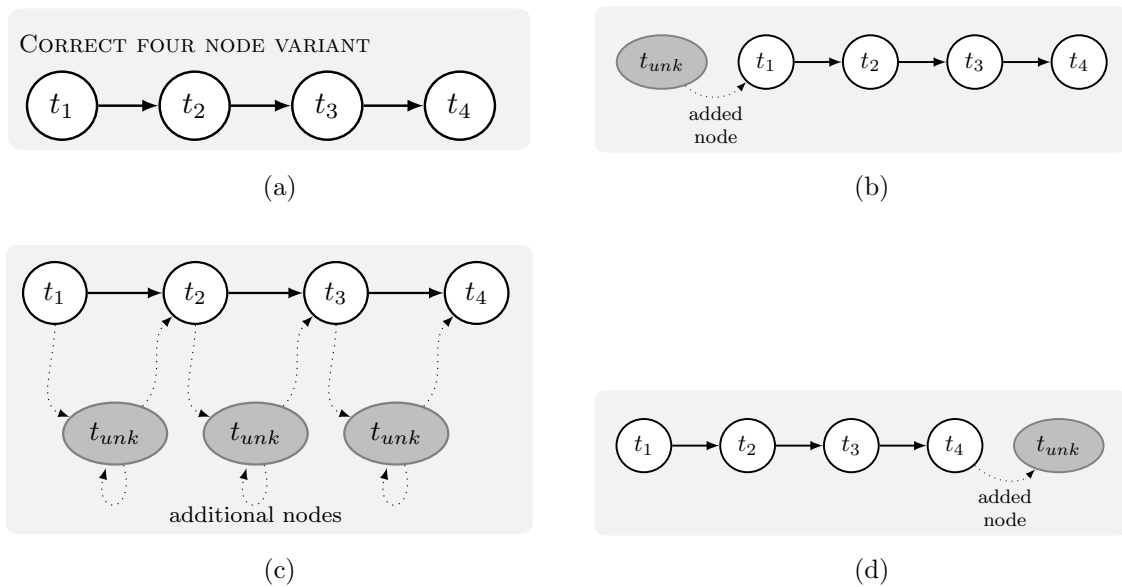 CORRECT FOUR NODE VARIANT
t1 t2 t3 t4
(a)
tunk t1 t2 t3 t4
added
node
(b)
t1 t2 t3 t4
tunk tunk tunk
additional nodes
(c)
t1 t2 t3 t4 tunk
added
node
(d)